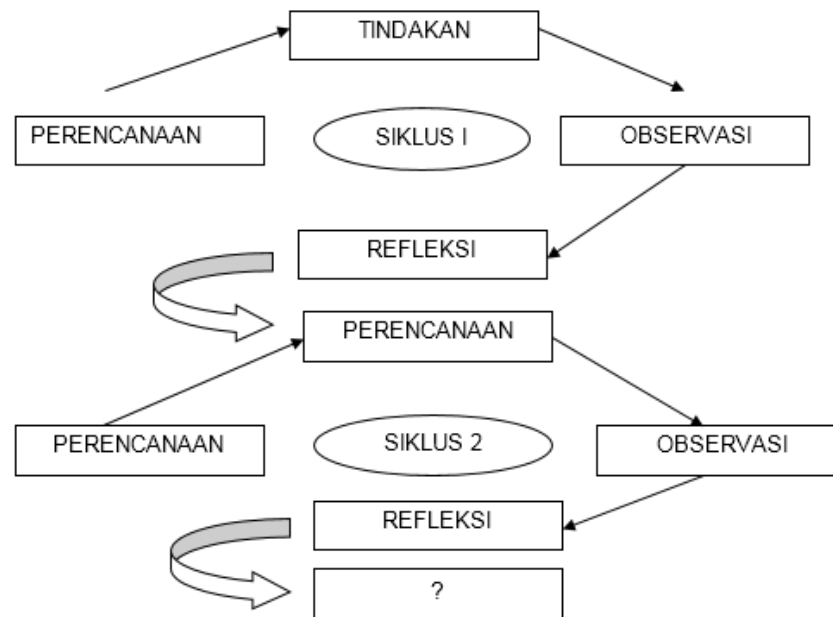 TINDAKAN
PERENCANAAN
SIKLUS I
OBSERVASI
REFLEKSI
PERENCANAAN
PERENCANAAN
SIKLUS 2
OBSERVASI
REFLEKSI
?